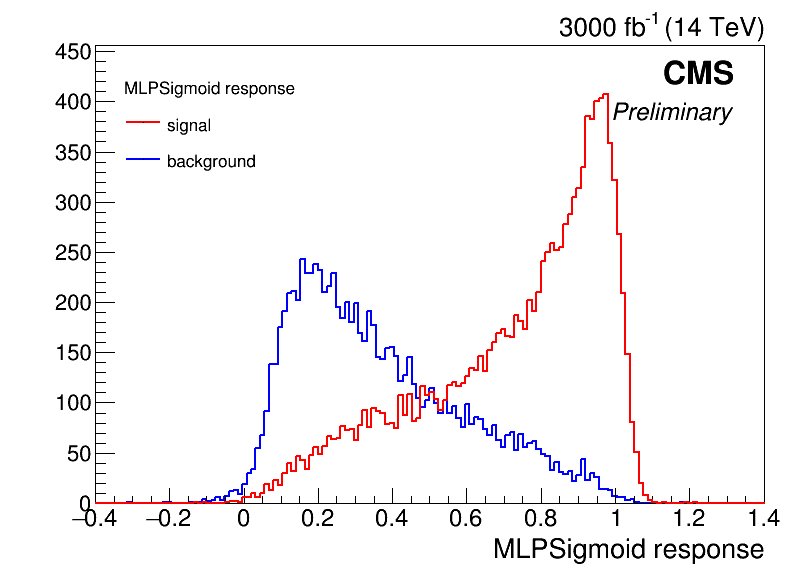 3000 fb⁻¹ (14 TeV)
CMS
Preliminary
MLPSigmoid response
signal
background
450
400
350
300
250
200
150
100
50
0
−0.4 −0.2 0 0.2 0.4 0.6 0.8 1 1.2 1.4
MLPSigmoid response